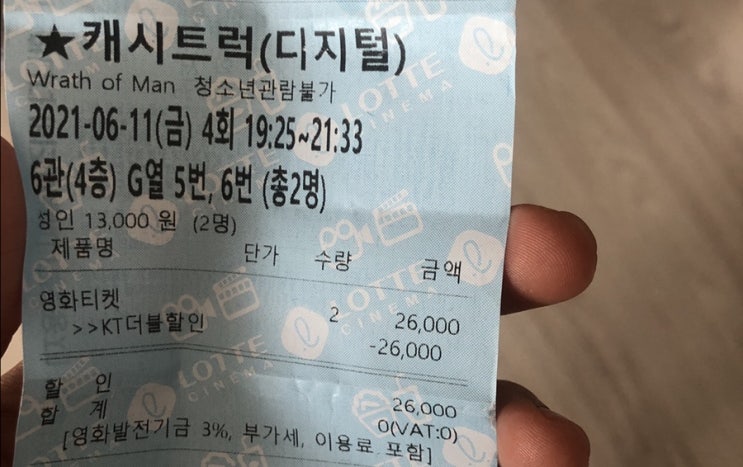 ★캐시트럭(디지털)
Wrath of Man 청소년관람불가
2021-06-11(금) 4회 19:25~21:33
6관(4층) G열 5번, 6번 (총2명)
성인 13,000 원 (2명)
제품명 단가 수량 금액
영화티켓 2 26,000
>>KT더블할인 -26,000
할 인 26,000
합 계 0(VAT:0)
[영화발전기금 3%, 부가세, 이용료 포함]
LOTTE
CINEMA
LOTTE
CINEMA